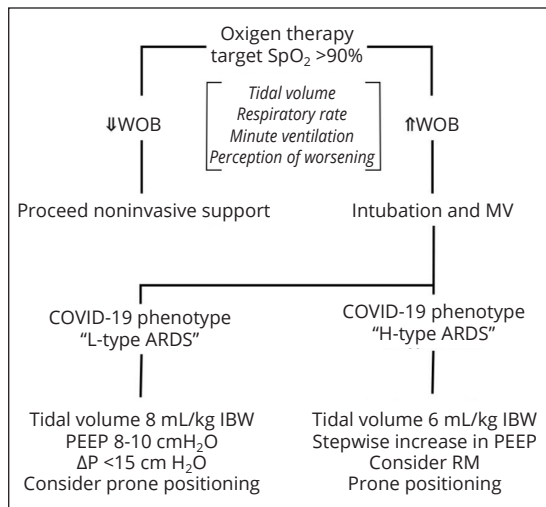 Oxigen therapy
target SpO₂ >90%
Tidal volume
Respiratory rate
Minute ventilation
Perception of worsening
⇓WOB
⇑WOB
Proceed noninvasive support
Intubation and MV
COVID-19 phenotype
“L-type ARDS”
COVID-19 phenotype
“H-type ARDS”
Tidal volume 8 mL/kg IBW
PEEP 8-10 cmH₂O
ΔP <15 cm H₂O
Consider prone positioning
Tidal volume 6 mL/kg IBW
Stepwise increase in PEEP
Consider RM
Prone positioning